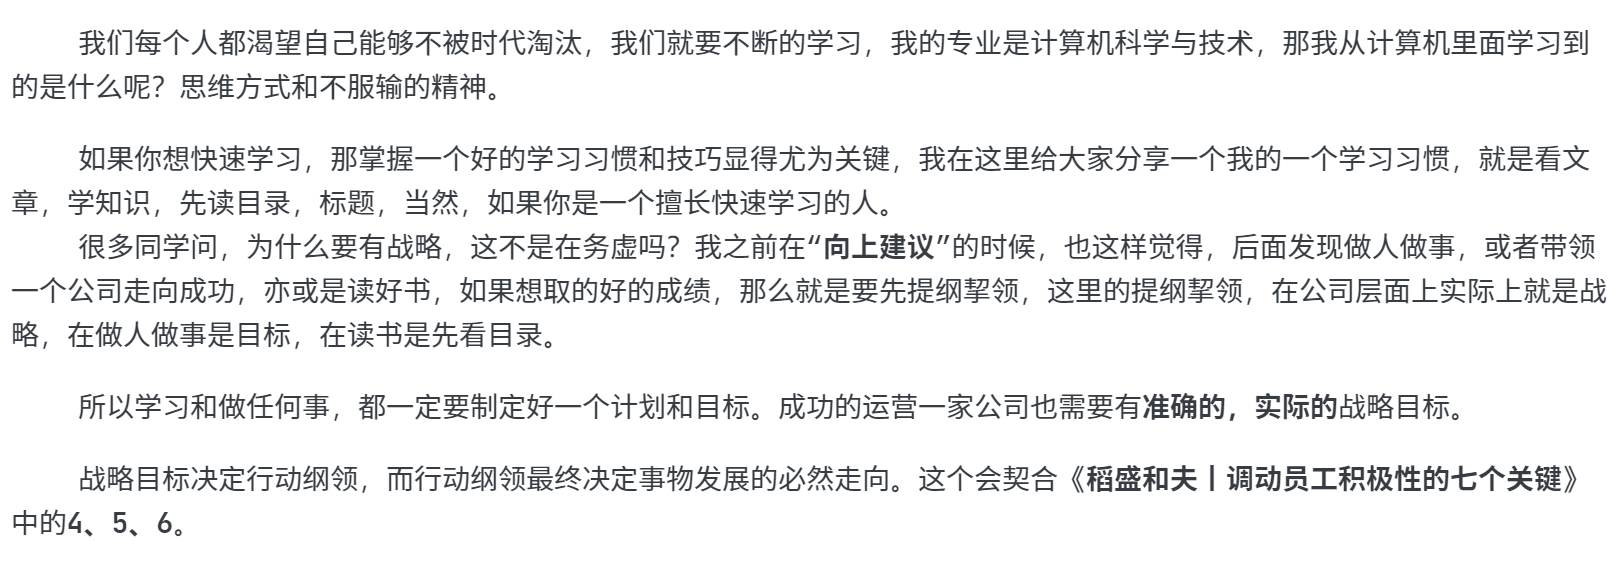 我们每个人都渴望自己能够不被时代淘汰，我们就要不断的学习，我的专业是计算机科学与技术，那我从计算机里面学习到
的是什么呢？思维方式和不服输的精神。
如果你想快速学习，那掌握一个好的学习习惯和技巧显得尤为关键，我在这里给大家分享一个我的一个学习习惯，就是看文
章，学知识，先读目录，标题，当然，如果你是一个擅长快速学习的人。
很多同学问，为什么要有战略，这不是在务虚吗？我之前在“向上建议”的时候，也这样觉得，后面发现做人做事，或者带领
一个公司走向成功，亦或是读好书，如果想取的好的成绩，那么就是要先提纲挈领，这里的提纲挈领，在公司层面上实际上就是战
略，在做人做事是目标，在读书是先看目录。
所以学习和做任何事，都一定要制定好一个计划和目标。成功的运营一家公司也需要有准确的，实际的战略目标。
战略目标决定行动纲领，而行动纲领最终决定事物发展的必然走向。这个会契合《稻盛和夫丨调动员工积极性的七个关键》
中的4、5、6。